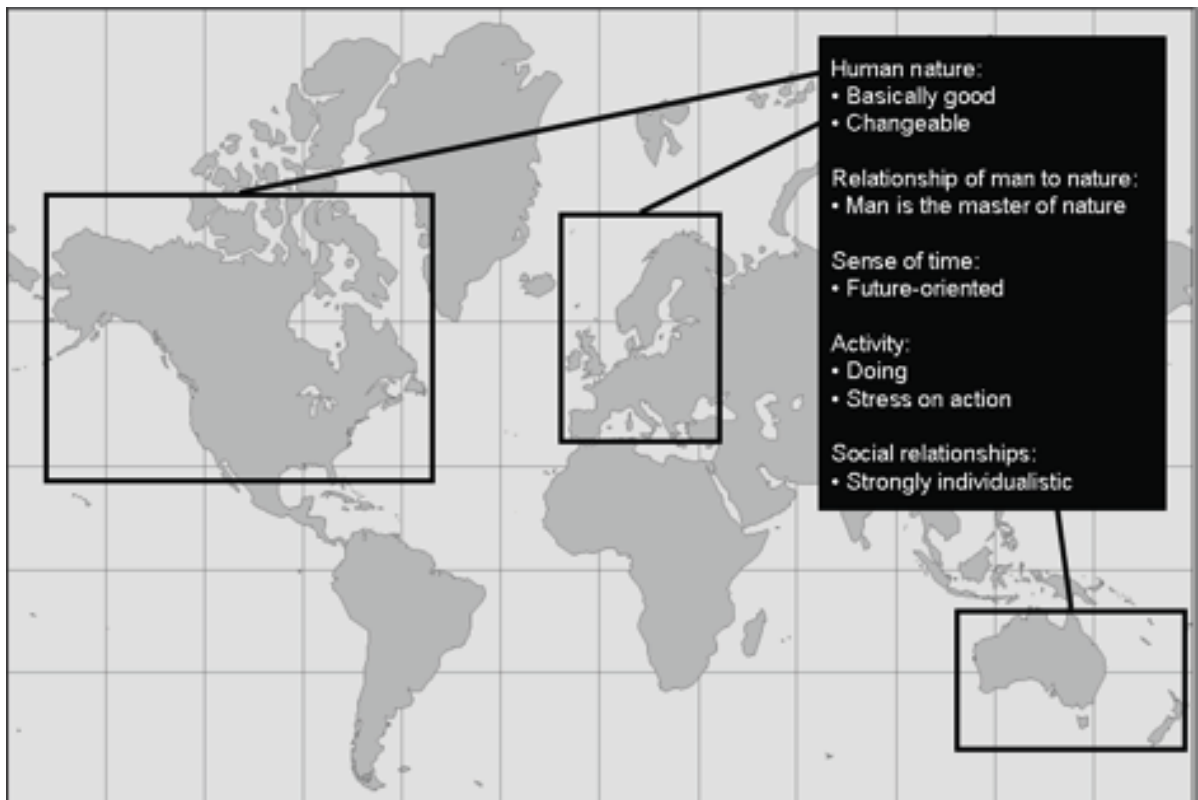 Human nature:
• Basically good
• Changeable
Relationship of man to nature:
• Man is the master of nature
Sense of time:
• Future-oriented
Activity:
• Doing
• Stress on action
Social relationships:
• Strongly individualistic